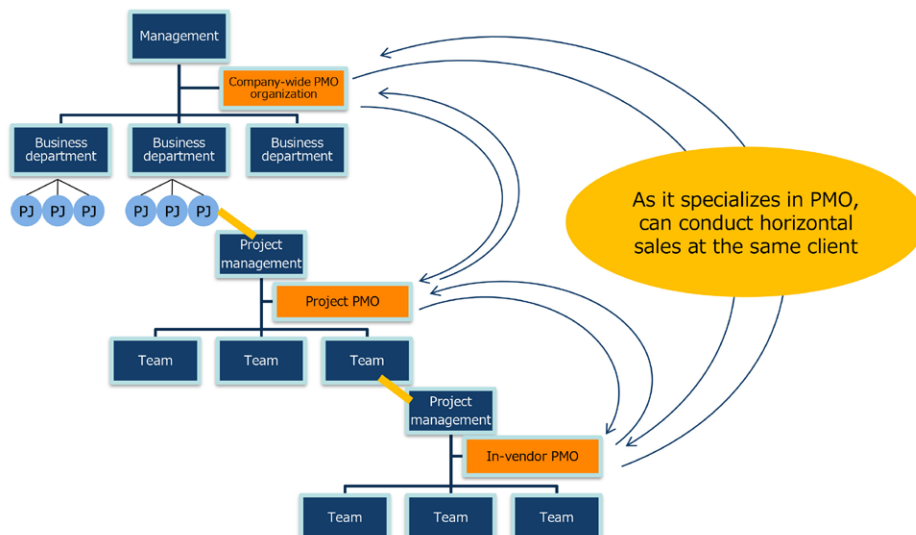 Management
Company-wide PMO
organization
Business
department
Business
department
Business
department
PJ PJ PJ
PJ PJ PJ
As it specializes in PMO,
can conduct horizontal
sales at the same client
Project
management
Project PMO
Team
Team
Team
Project
management
In-vendor PMO
Team
Team
Team